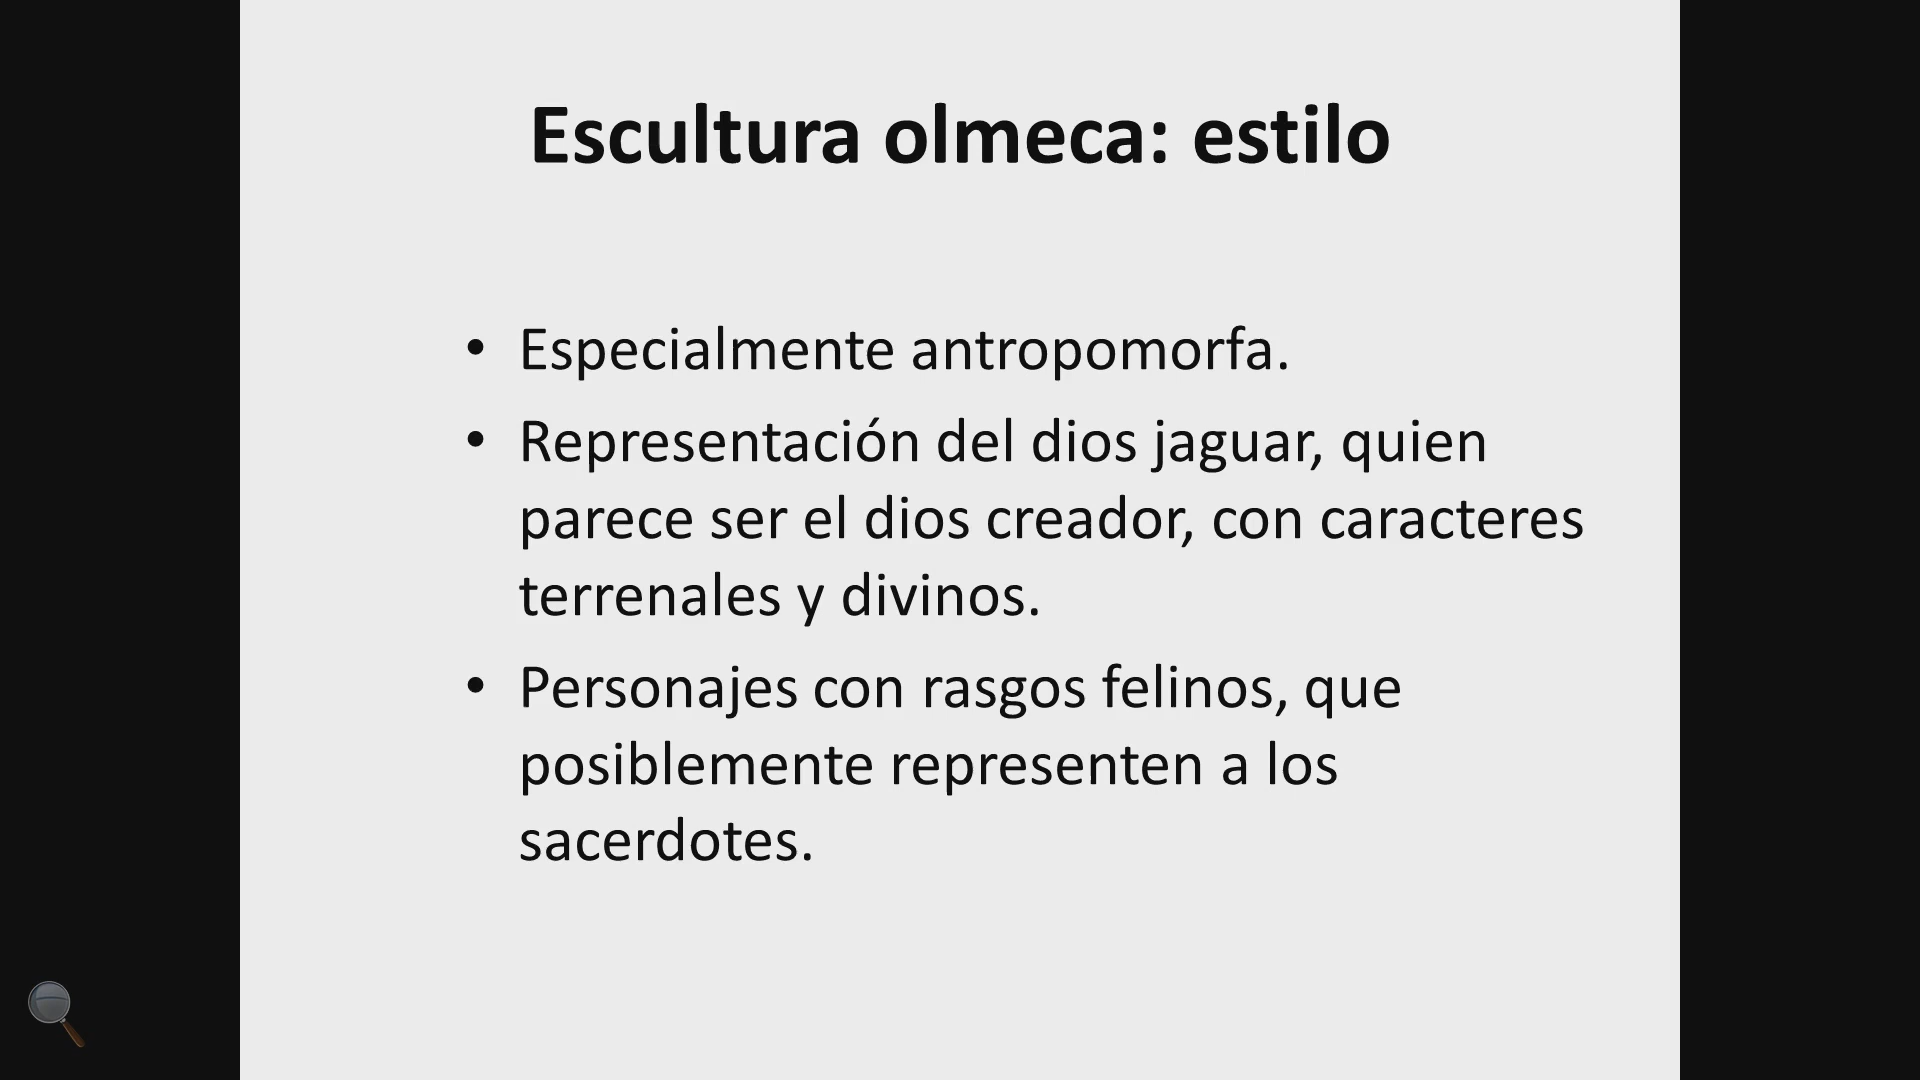 Escultura olmeca: estilo
• Especialmente antropomorfa.
• Representación del dios jaguar, quien
parece ser el dios creador, con caracteres
terrenales y divinos.
• Personajes con rasgos felinos, que
posiblemente representen a los
sacerdotes.